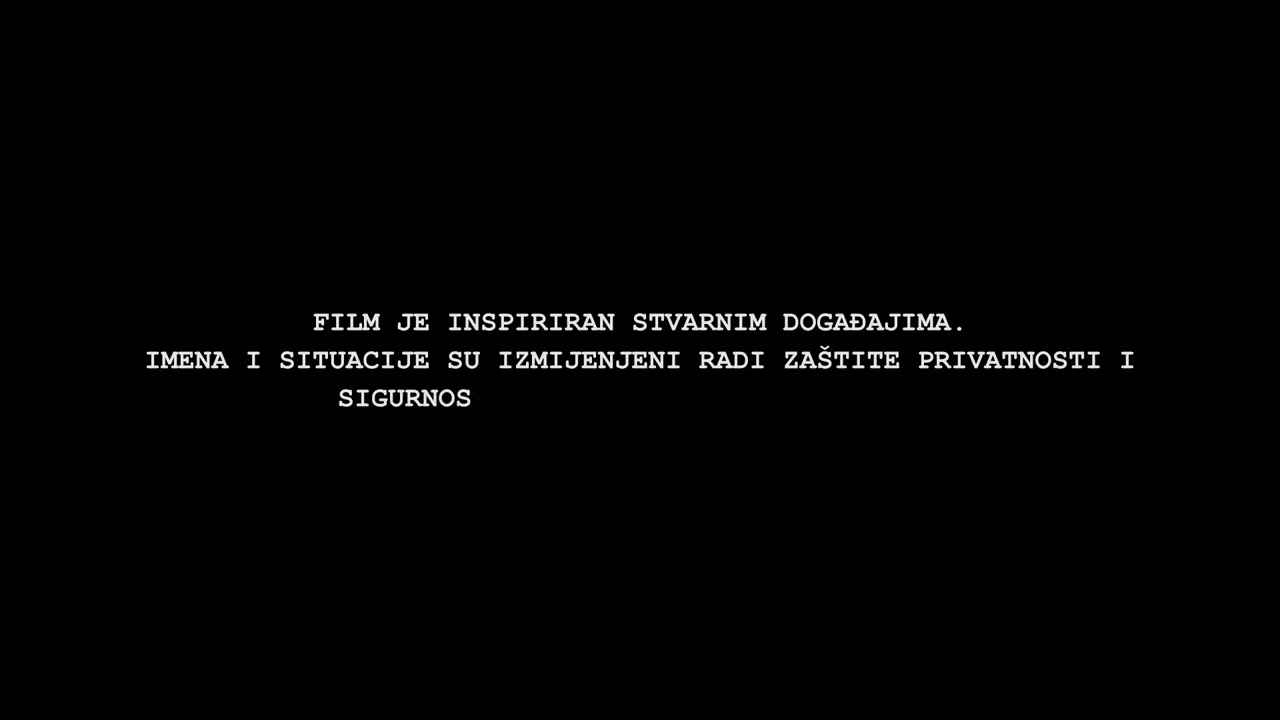 FILM JE INSPIRIRAN STVARNIM DOGAĐAJIMA.
IMENA I SITUACIJE SU IZMIJENJENI RADI ZAŠTITE PRIVATNOSTI I
SIGURNOS